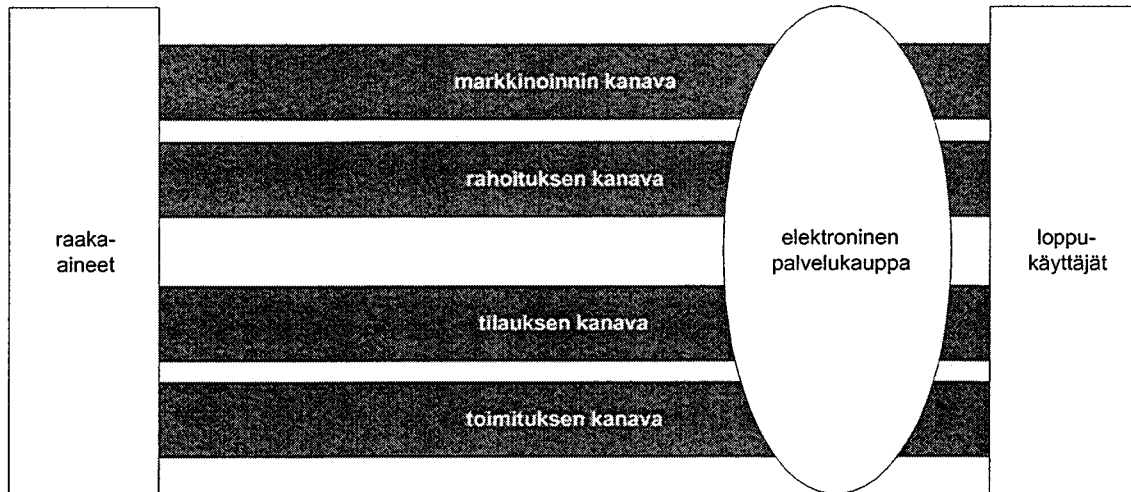 markkinoinnin kanava
rahoituksen kanava
raaka-
aineet
elektroninen
palvelukauppa
loppu-
käyttäjät
tilauksen kanava
toimituksen kanava